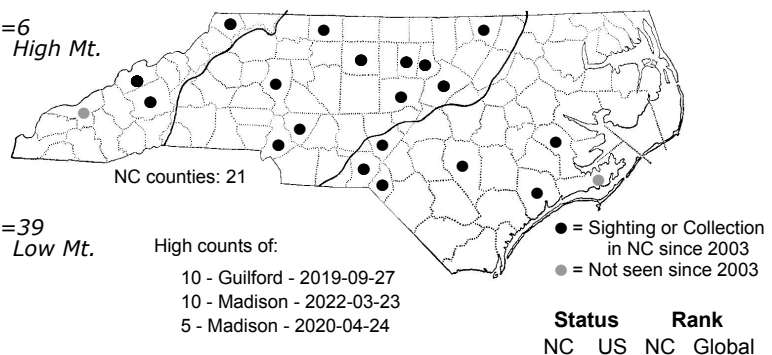 =6
High Mt.
NC counties: 21
=39
Low Mt.
High counts of:
10 - Guilford - 2019-09-27
10 - Madison - 2022-03-23
5 - Madison - 2020-04-24
● = Sighting or Collection
in NC since 2003
● = Not seen since 2003
Status Rank
NC US NC Global